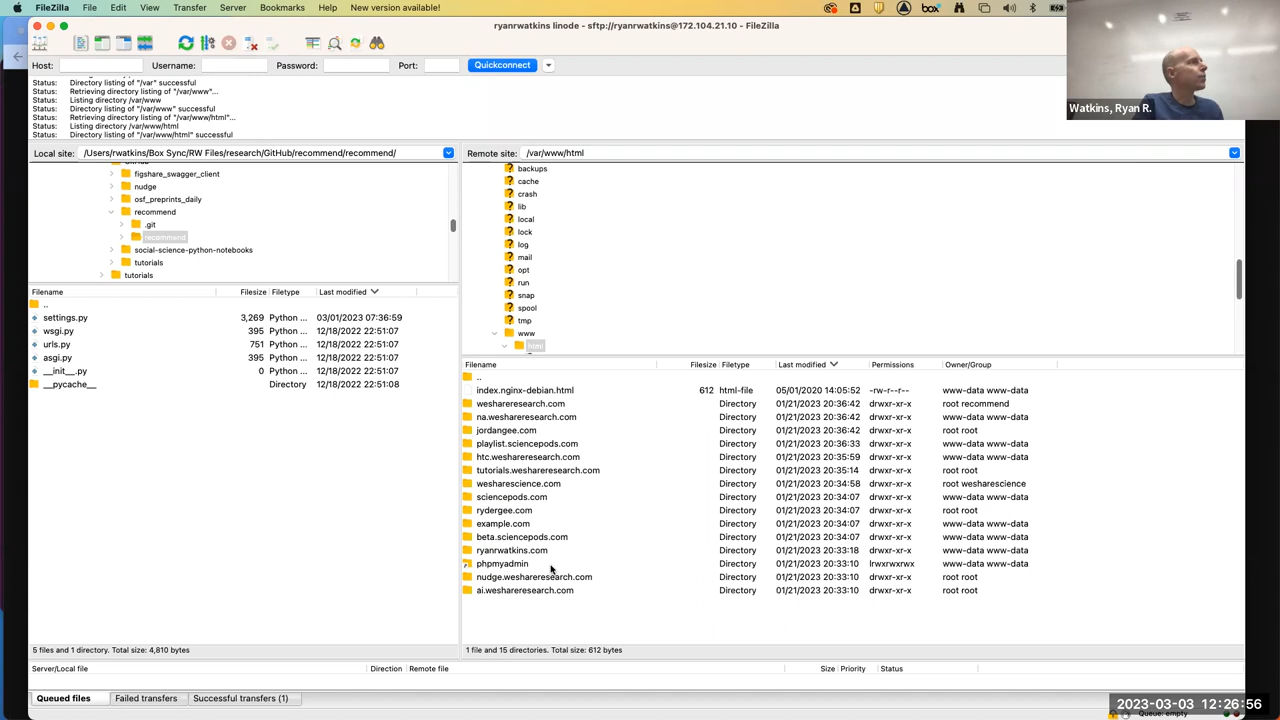 FileZilla File Edit View Transfer Server Bookmarks Help New version available!
ryanrwatkins linode - sftp://ryanrwatkins@172.104.21.10 - FileZilla
Host: Username: Password: Port: Quickconnect
Status: Directory listing of "/var" successful
Status: Retrieving directory listing of "/var/www"...
Status: Listing directory /var/www
Status: Directory listing of "/var/www" successful
Status: Retrieving directory listing of "/var/www/html"...
Status: Listing directory /var/www/html
Status: Directory listing of "/var/www/html" successful
Watkins, Ryan R.
Local site: /Users/rwatkins/Box Sync/RW Files/research/GitHub/recommend/recommend/
figshare_swagger_client
nudge
osf_preprints_daily
recommend
.git
recommend
social-science-python-notebooks
tutorials
tutorials
Filename Filesize Filetype Last modified
..
settings.py 3,269 Python ... 03/01/2023 07:36:59
wsgi.py 395 Python ... 12/18/2022 22:51:07
urls.py 751 Python ... 12/18/2022 22:51:07
asgi.py 395 Python ... 12/18/2022 22:51:07
__init__.py 0 Python ... 12/18/2022 22:51:07
__pycache__ Directory 12/18/2022 22:51:08
5 files and 1 directory. Total size: 4,810 bytes
Remote site: /var/www/html
backups
cache
crash
lib
local
lock
log
mail
opt
run
snap
spool
tmp
www
html
Filename Filesize Filetype Last modified Permissions Owner/Group
..
index.nginx-debian.html 612 html-file 05/01/2020 14:05:52 -rw-r--r-- www-data www-data
weshareresearch.com Directory 01/21/2023 20:36:42 drwxr-xr-x root recommend
na.weshareresearch.com Directory 01/21/2023 20:36:42 drwxr-xr-x www-data www-data
jordangee.com Directory 01/21/2023 20:36:42 drwxr-xr-x root root
playlist.sciencepods.com Directory 01/21/2023 20:36:33 drwxr-xr-x www-data www-data
htc.weshareresearch.com Directory 01/21/2023 20:35:59 drwxr-xr-x www-data www-data
tutorials.weshareresearch.com Directory 01/21/2023 20:35:14 drwxr-xr-x root root
wesharescience.com Directory 01/21/2023 20:34:58 drwxr-xr-x root wesharescience
sciencepods.com Directory 01/21/2023 20:34:07 drwxr-xr-x www-data www-data
rydergee.com Directory 01/21/2023 20:34:07 drwxr-xr-x root root
example.com Directory 01/21/2023 20:34:07 drwxr-xr-x www-data www-data
beta.sciencepods.com Directory 01/21/2023 20:34:07 drwxr-xr-x www-data www-data
ryanrwatkins.com Directory 01/21/2023 20:33:18 drwxr-xr-x www-data www-data
phpmyadmin Directory 01/21/2023 20:33:10 lrwxrwxrwx www-data www-data
nudge.weshareresearch.com Directory 01/21/2023 20:33:10 drwxr-xr-x root root
ai.weshareresearch.com Directory 01/21/2023 20:33:10 drwxr-xr-x root root
1 file and 15 directories. Total size: 612 bytes
Server/Local file Direction Remote file Size Priority Status
Queued files Failed transfers Successful transfers (1)
2023-03-03 12:26:56
Queue: empty